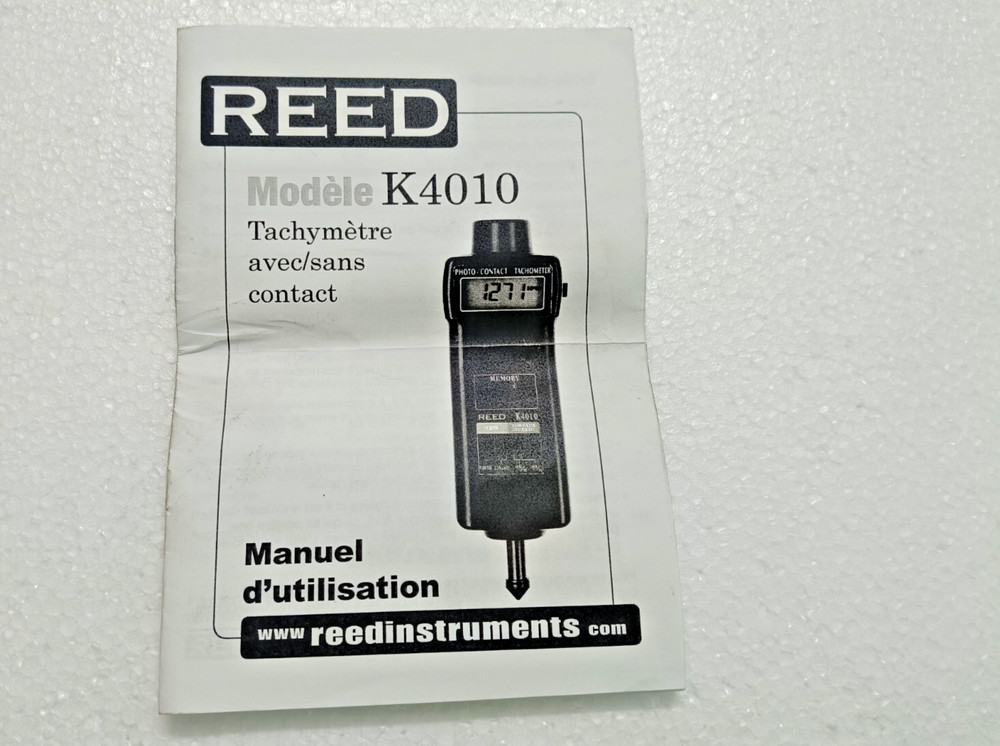 REED
Modèle K4010
Tachymètre
avec/sans
contact
PHOTO - CONTACT TACHOMETER
1271
MEMORY
REED K4010
Manuel
d'utilisation
www reedinstruments com